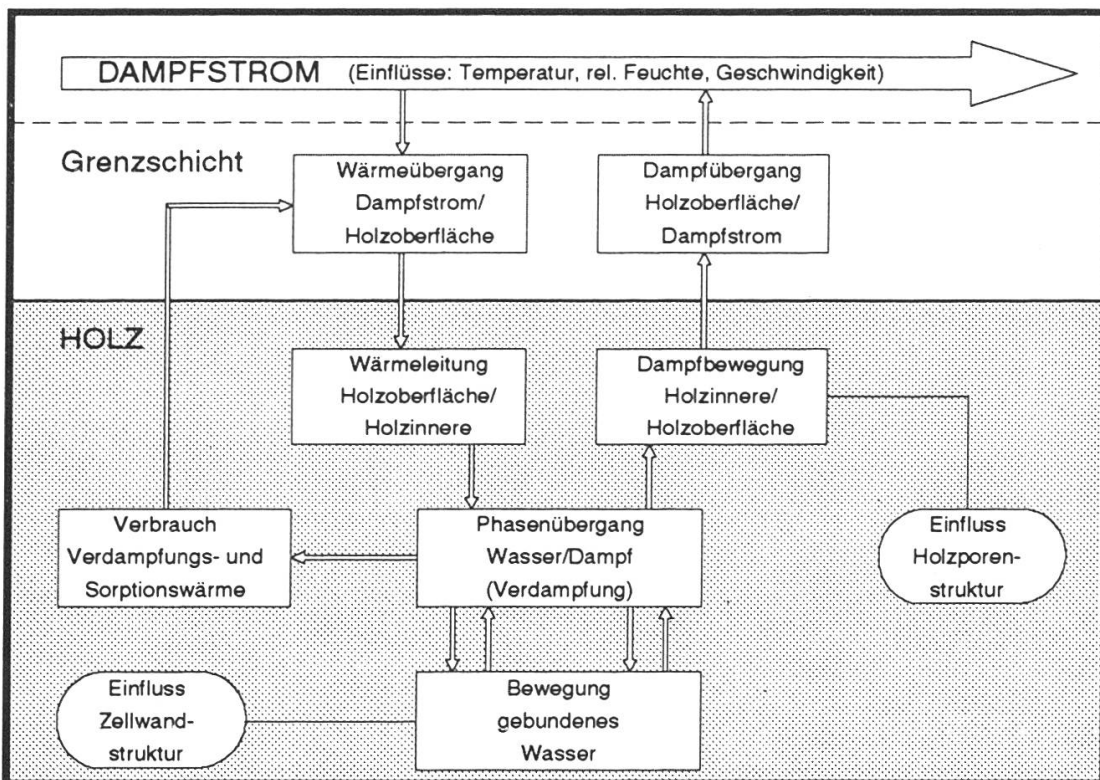 DAMPFSTROM (Einflüsse: Temperatur, rel. Feuchte, Geschwindigkeit)
Grenzschicht
Wärmeübergang
Dampfstrom/
Holzoberfläche
Dampfübergang
Holzoberfläche/
Dampfstrom
HOLZ
Wärmeleitung
Holzoberfläche/
Holzinnere
Dampfbewegung
Holzinnere/
Holzoberfläche
Verbrauch
Verdampfungs- und
Sorptionswärme
Phasenübergang
Wasser/Dampf
(Verdampfung)
Einfluss
Holzporen-
struktur
Einfluss
Zellwand-
struktur
Bewegung
gebundenes
Wasser